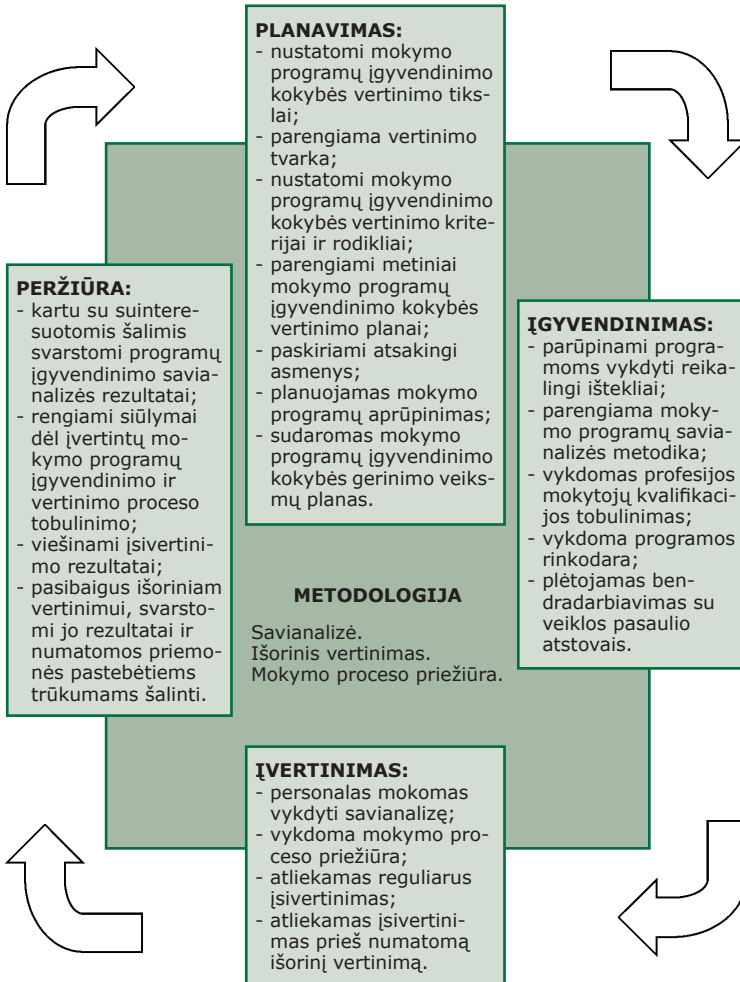 PLANAVIMAS:
- nustatomi mokymo
programų įgyvendinimo
kokybės vertinimo tiks-
lai;
- parengiama vertinimo
tvarka;
- nustatomi mokymo
programų įgyvendinimo
kokybės vertinimo krite-
rijai ir rodikliai;
- parengiami metiniai
mokymo programų
įgyvendinimo kokybės
vertinimo planai;
- paskiriami atsakingi
asmenys;
- planuojamas mokymo
programų aprūpinimas;
- sudaromas mokymo
programų įgyvendinimo
kokybės gerinimo veiks-
mų planas.
PERŽIŪRA:
- kartu su suintere-
suotomis šalimis
svarstomi programų
įgyvendinimo savia-
nalizės rezultatai;
- rengiami siūlymai
dėl įvertintų mo-
kymo programų
įgyvendinimo ir
vertinimo proceso
tobulinimo;
- viešinami įsivertini-
mo rezultatai;
- pasibaigus išoriniam
vertinimui, svarsto-
mi jo rezultatai ir
numatomos priemo-
nės pastebėtiems
trūkumams šalinti.
ĮGYVENDINIMAS:
- parūpinami progra-
moms vykdyti reika-
lingi ištekliai;
- parengiama moky-
mo programų savi-
analizės metodika;
- vykdomas profesijos
mokytojų kvalifikaci-
jos tobulinimas;
- vykdoma programos
rinkodara;
- plėtojamas ben-
dradarbiavimas su
veiklos pasaulio
atstovais.
METODOLOGIJA
Savianalizė.
Išorinis vertinimas.
Mokymo proceso priežiūra.
ĮVERTINIMAS:
- personalas mokomas
vykdyti savianalizę;
- vykdoma mokymo pro-
ceso priežiūra;
- atliekamas reguliarus
įsivertinimas;
- atliekamas įsivertini-
mas prieš numatomą
išorinį vertinimą.